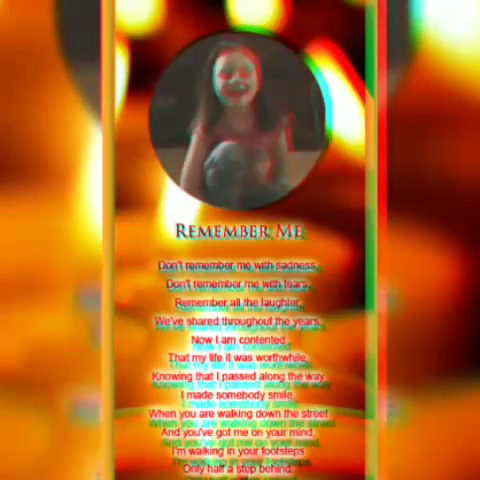 REMEMBER ME
Don't remember me with sadness,
Don't remember me with tears,
Remember all the laughter,
We've shared throughout the years.
Now I am contented
That my life it was worthwhile,
Knowing that I passed along the way
I made somebody smile.
When you are walking down the street
And you've got me on your mind,
I'm walking in your footsteps
Only half a step behind.